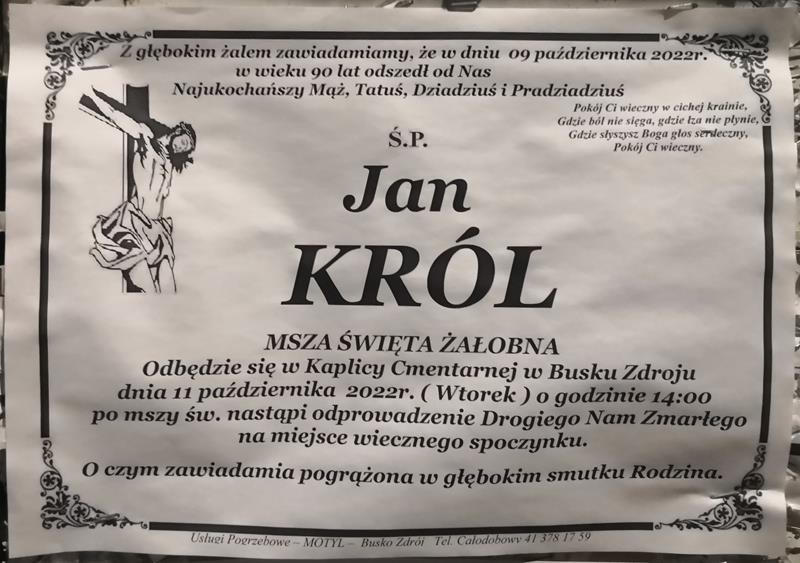 Z głębokim żalem zawiadamiamy, że w dniu 09 października 2022r.
w wieku 90 lat odszedł od Nas
Najukochańszy Mąż, Tatuś, Dziadziuś i Pradziadziuś
Pokój Ci wieczny w cichej krainie,
Gdzie ból nie sięga, gdzie łza nie płynie,
Gdzie słyszysz Boga głos serdeczny,
Pokój Ci wieczny.
Ś.P.
Jan
KRÓL
MSZA ŚWIĘTA ŻAŁOBNA
Odbędzie się w Kaplicy Cmentarnej w Busku Zdroju
dnia 11 października 2022r. ( Wtorek ) o godzinie 14:00
po mszy św. nastąpi odprowadzenie Drogiego Nam Zmarłego
na miejsce wiecznego spoczynku.
O czym zawiadamia pogrążona w głębokim smutku Rodzina.
Usługi Pogrzebowe – MOTYL – Busko Zdrój Tel. Całodobowy 41 378 17 59